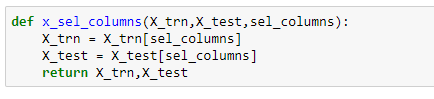 def x_sel_columns(X_trn,X_test,sel_columns):
    X_trn = X_trn[sel_columns]
    X_test = X_test[sel_columns]
    return X_trn,X_test